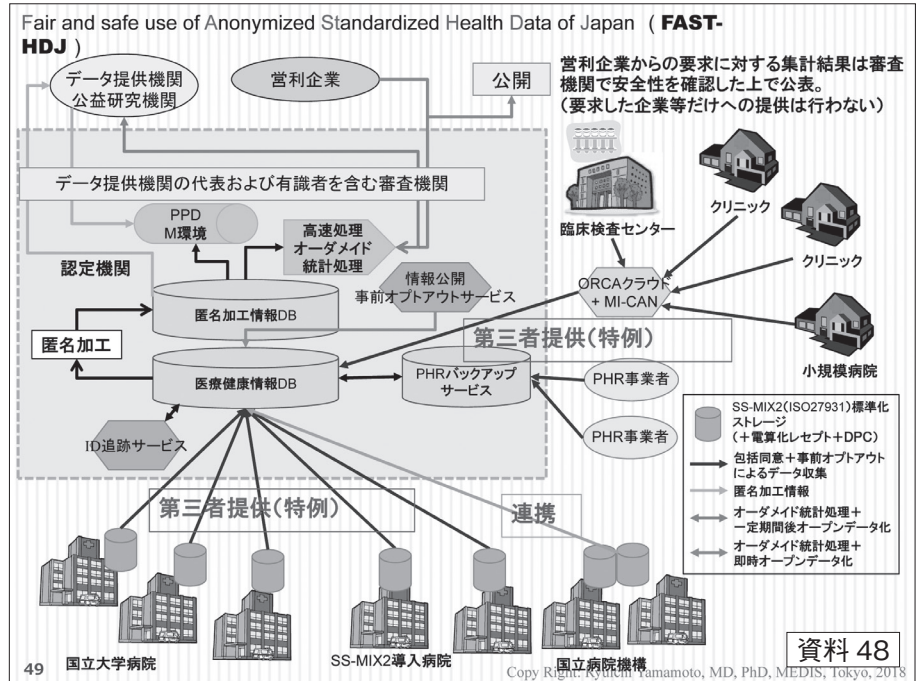 Fair and safe use of Anonymized Standardized Health Data of Japan ( FAST-
HDJ )
データ提供機関
公益研究機関
営利企業
公開
営利企業からの要求に対する集計結果は審査
機関で安全性を確認した上で公表。
(要求した企業等だけへの提供は行わない)
データ提供機関の代表および有識者を含む審査機関
PPD
M環境
高速処理
オーダメイド
統計処理
認定機関
情報公開
事前オプトアウトサービス
臨床検査センター
クリニック
クリニック
ORCAクラウド
+ MI-CAN
小規模病院
匿名加工情報DB
匿名加工
第三者提供(特例)
医療健康情報DB
PHRバックアップ
サービス
PHR事業者
PHR事業者
ID追跡サービス
SS-MIX2(ISO27931)標準化
ストレージ
(+電算化レセプト+DPC)
包括同意+事前オプトアウト
によるデータ収集
匿名加工情報
オーダメイド統計処理+
一定期間後オープンデータ化
オーダメイド統計処理+
即時オープンデータ化
第三者提供(特例)
連携
国立大学病院
SS-MIX2導入病院
国立病院機構
資料 48
49
Copy Right: Ryuichi Yamamoto, MD, PhD, MEDIS, Tokyo, 2018